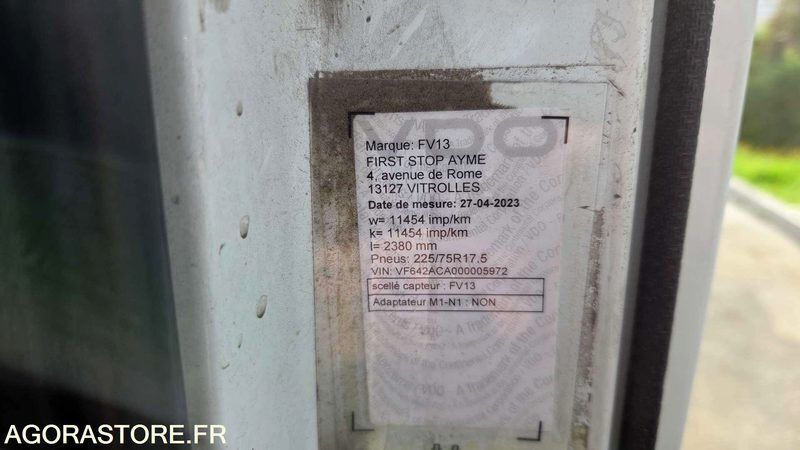 VDO
Marque: FV13
FIRST STOP AYME
4, avenue de Rome
13127 VITROLLES
Date de mesure: 27-04-2023
w= 11454 imp/km
k= 11454 imp/km
l= 2380 mm
Pneus: 225/75R17.5
VIN: VF642ACA000005972
scellé capteur : FV13
Adaptateur M1-N1 : NON
AGORASTORE.FR